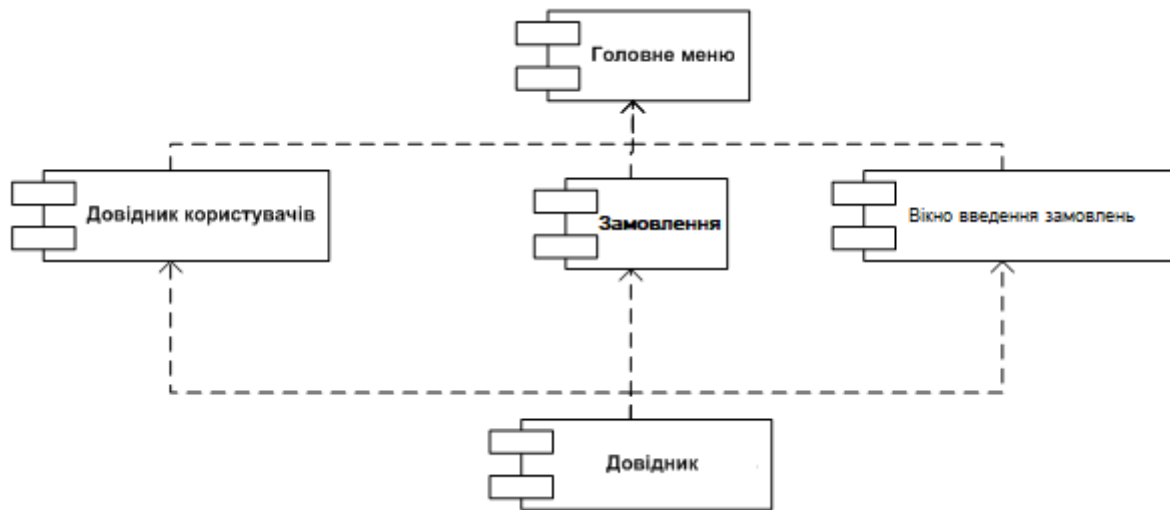 Головне меню
Довідник користувачів
Замовлення
Вікно введення замовлень
Довідник